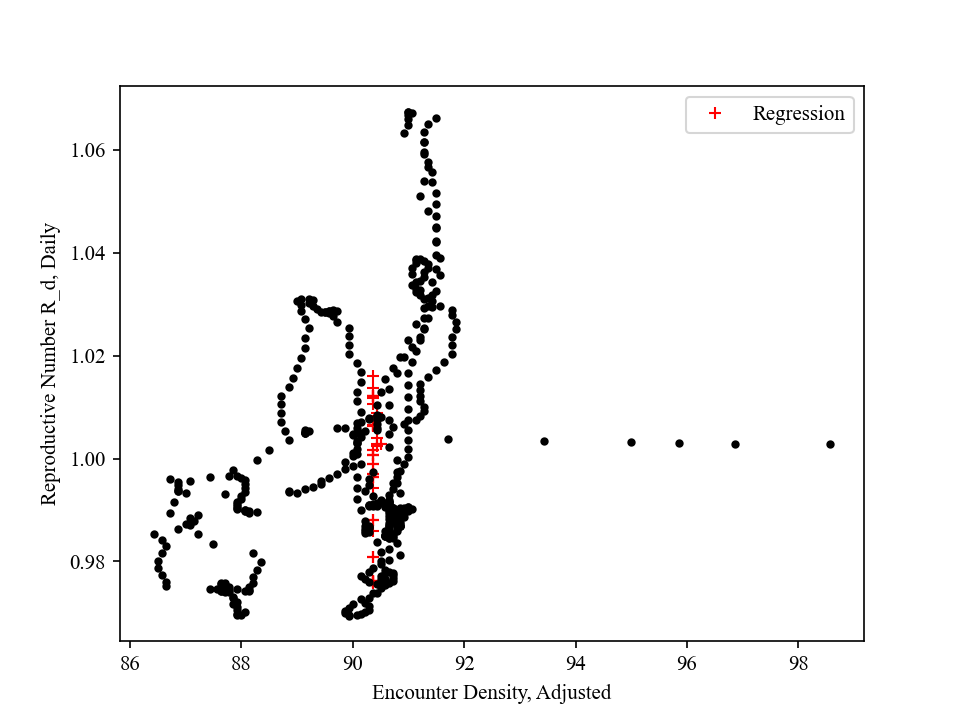 Regression
1.06
1.04
1.02
1.00
0.98
Reproductive Number R_d, Daily
86 88 90 92 94 96 98
Encounter Density, Adjusted